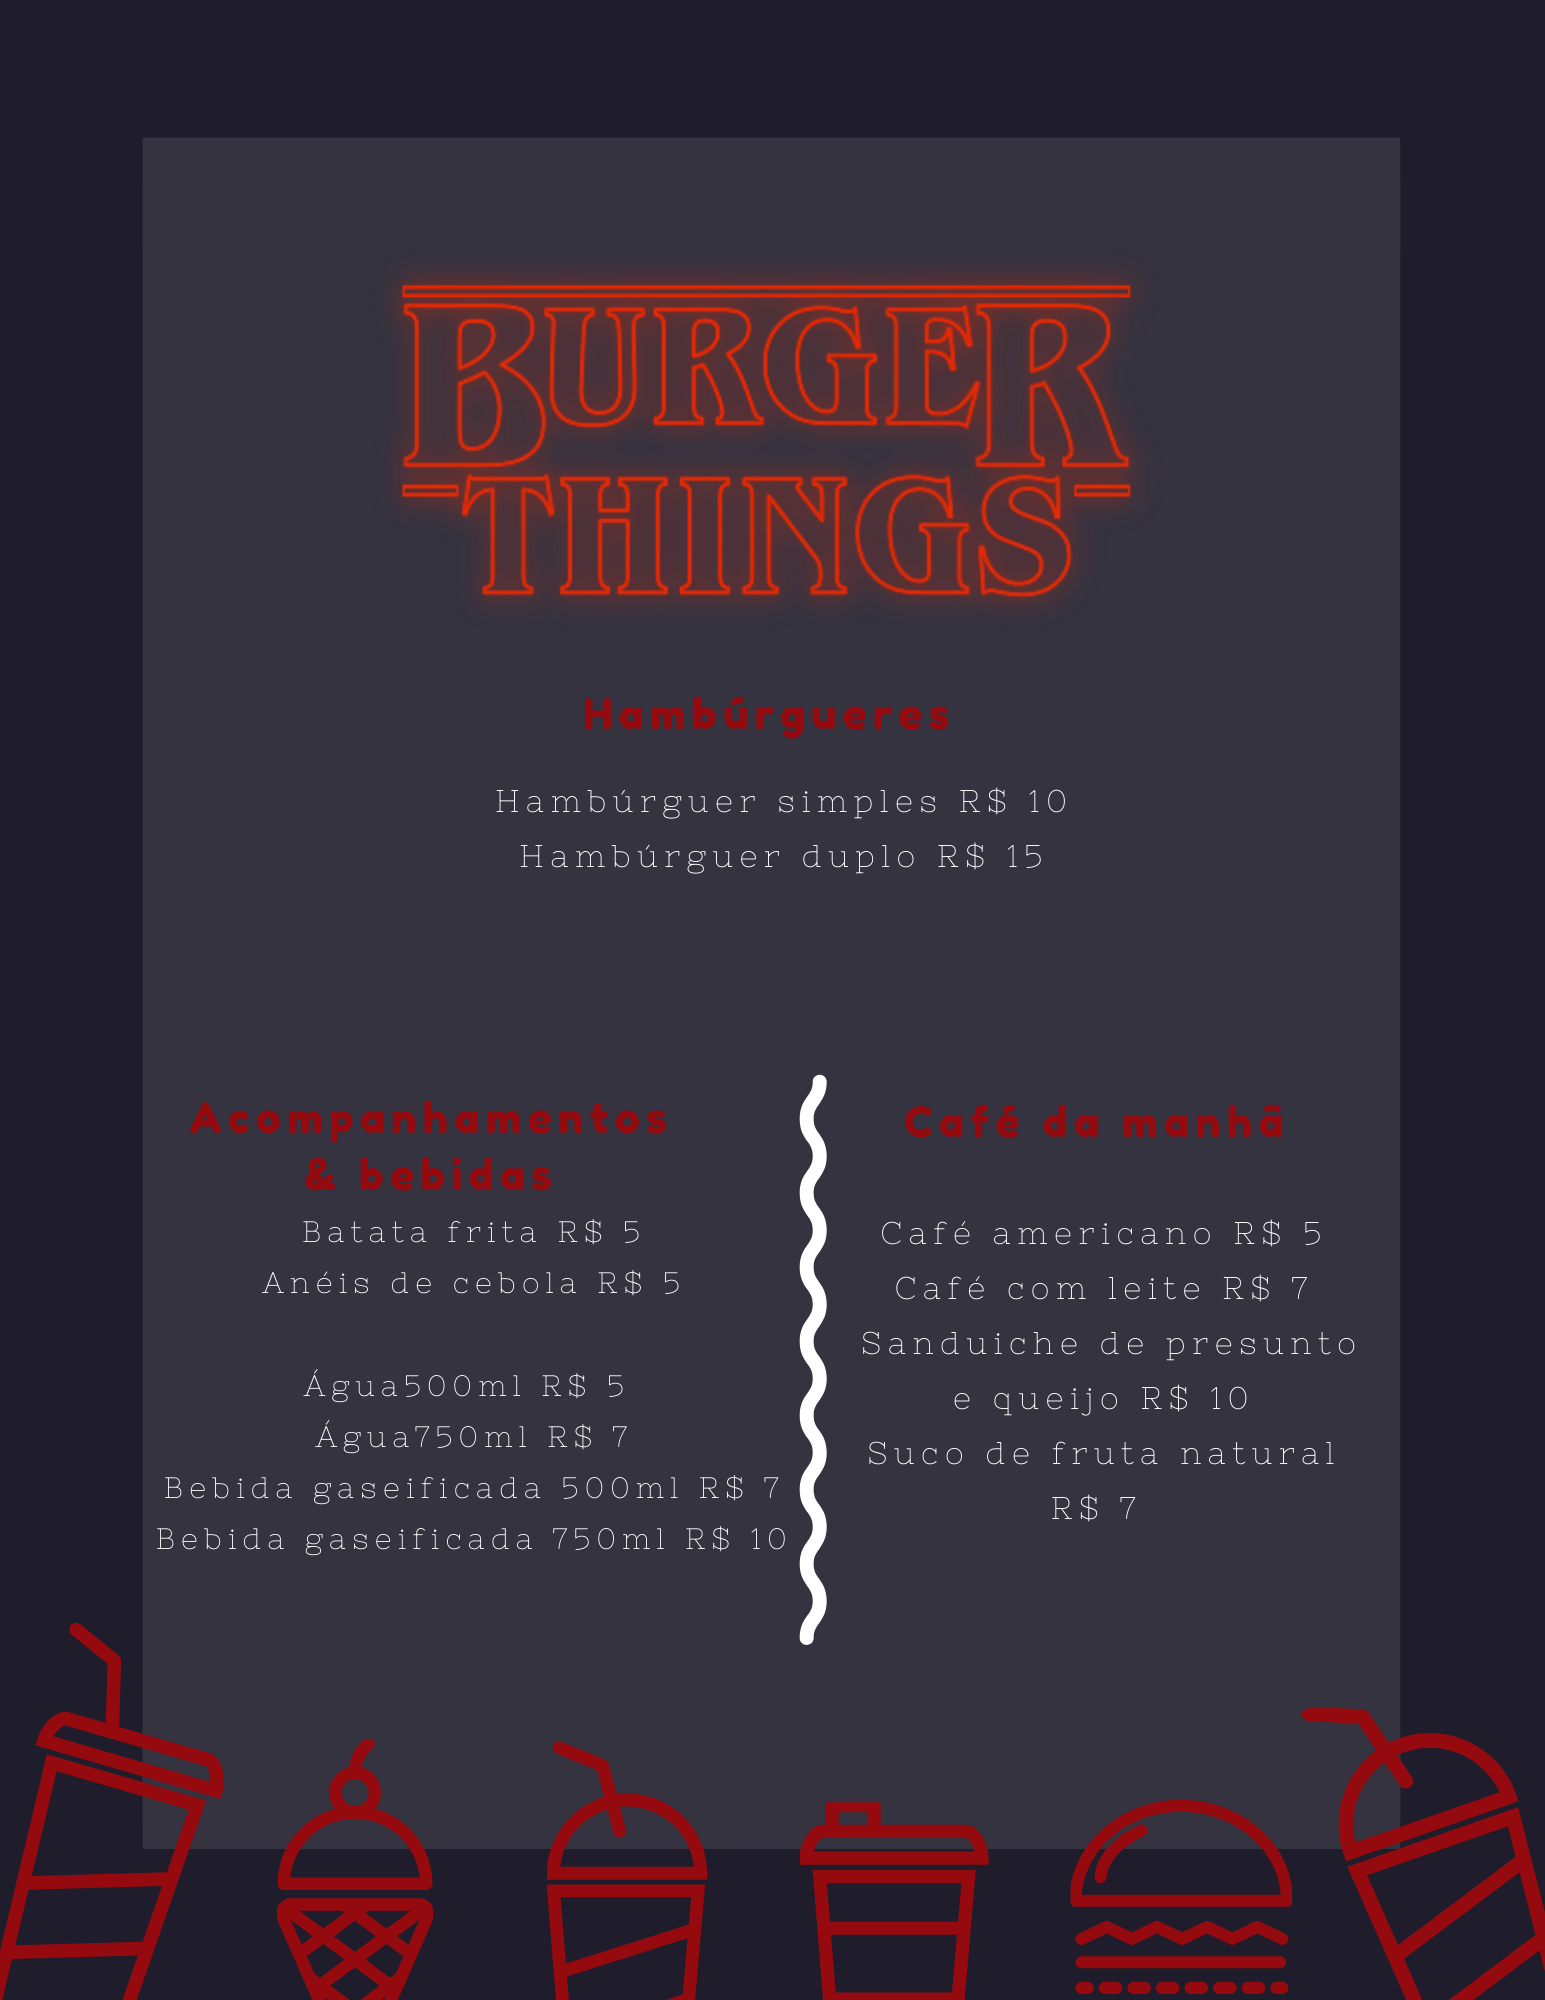 BURGER
THINGS
Hambúrgueres
Hambúrguer simples R$ 10
Hambúrguer duplo R$ 15
Acompanhamentos
& bebidas
Batata frita R$ 5
Anéis de cebola R$ 5
Água500ml R$ 5
Água750ml R$ 7
Bebida gaseificada 500ml R$ 7
Bebida gaseificada 750ml R$ 10
Café da manhã
Café americano R$ 5
Café com leite R$ 7
Sanduiche de presunto
e queijo R$ 10
Suco de fruta natural
R$ 7